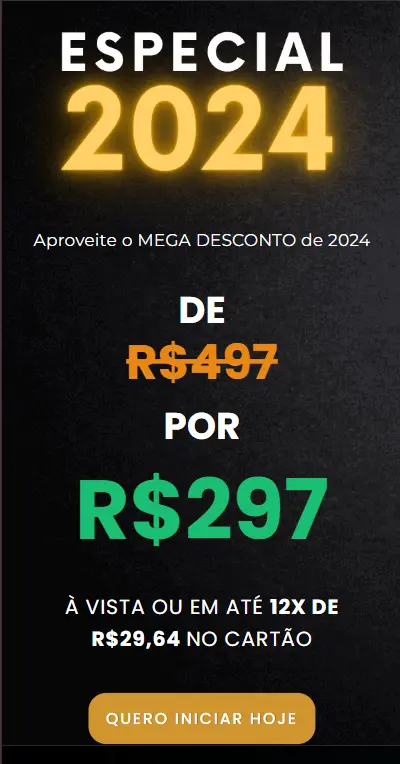 ESPECIAL
2024
Aproveite o MEGA DESCONTO de 2024
DE
R$497
POR
R$297
À VISTA OU EM ATÉ 12X DE
R$29,64 NO CARTÃO
QUERO INICIAR HOJE